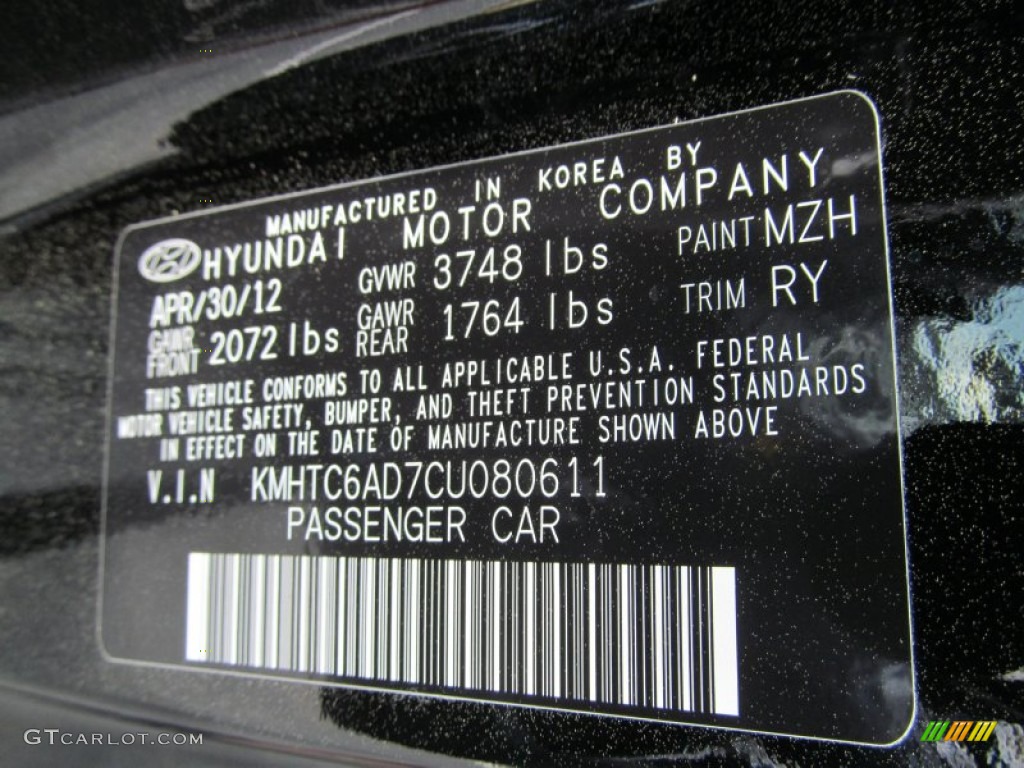 MANUFACTURED IN KOREA BY
HYUNDAI MOTOR COMPANY
APR/30/12 GVWR 3748 lbs PAINT MZH
GAWR FRONT 2072 lbs GAWR REAR 1764 lbs TRIM RY
THIS VEHICLE CONFORMS TO ALL APPLICABLE U.S.A. FEDERAL
MOTOR VEHICLE SAFETY, BUMPER, AND THEFT PREVENTION STANDARDS
IN EFFECT ON THE DATE OF MANUFACTURE SHOWN ABOVE
V.I.N KMHTC6AD7CU080611
PASSENGER CAR
GTCARLOT.COM